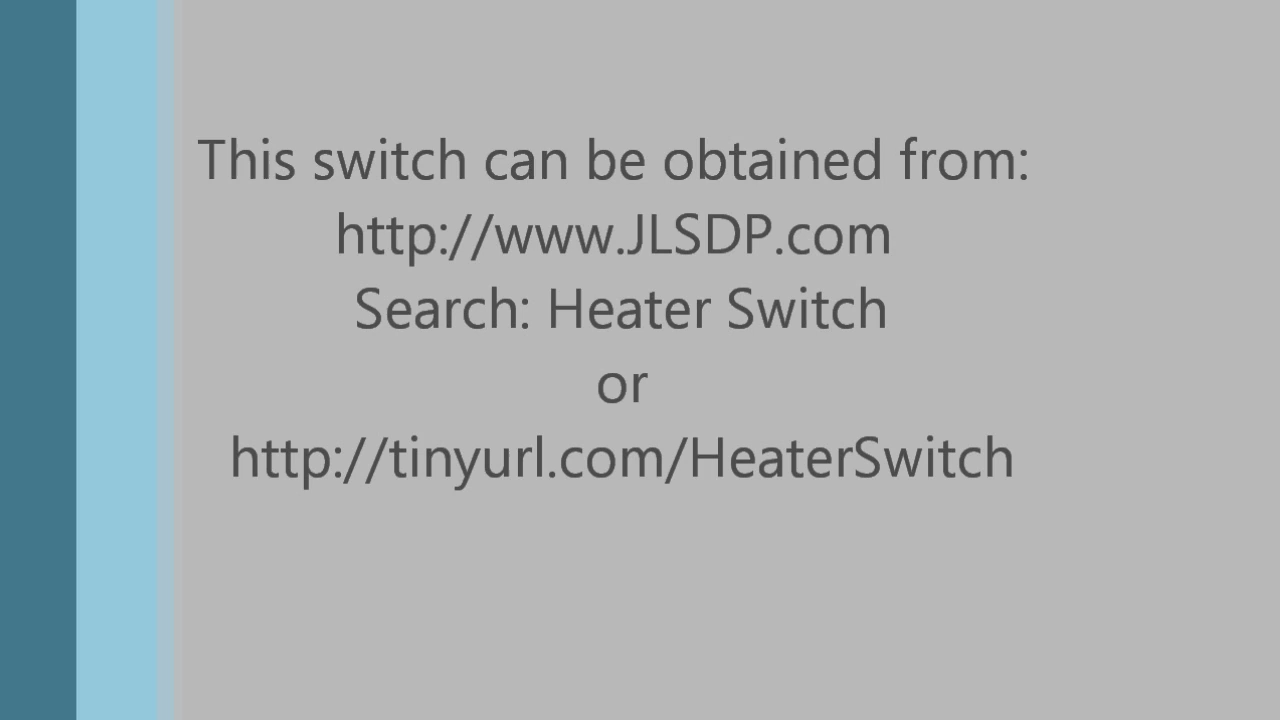 This switch can be obtained from:
http://www.JLSDP.com
Search: Heater Switch
or
http://tinyurl.com/HeaterSwitch